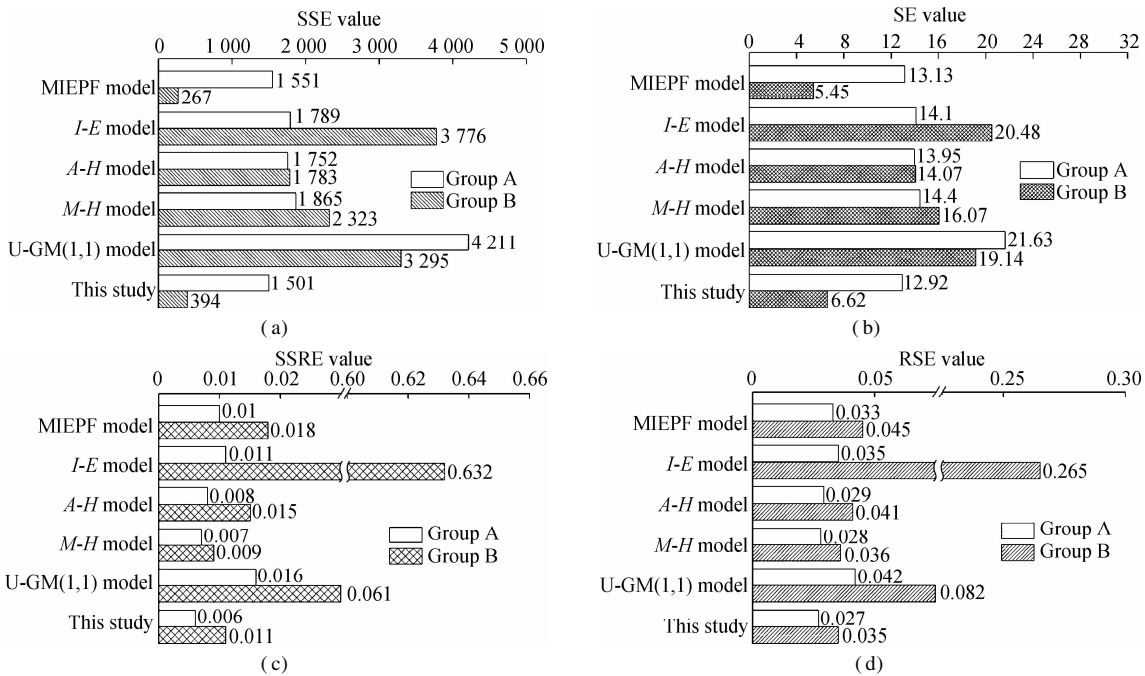 SSE value
0 1 000 2 000 3 000 4 000 5 000
MIEPF model
1 551
267
I-E model
1 789
3 776
A-H model
1 752
1 783
M-H model
1 865
2 323
U-GM(1,1) model
4 211
3 295
This study
1 501
394
Group A
Group B
(a)
SE value
0 4 8 12 16 20 24 28 32
MIEPF model
13.13
5.45
I-E model
14.1
20.48
A-H model
13.95
14.07
M-H model
14.4
16.07
U-GM(1,1) model
21.63
19.14
This study
12.92
6.62
Group A
Group B
(b)
SSRE value
0 0.01 0.02 0.60 0.62 0.64 0.66
MIEPF model
0.01
0.018
I-E model
0.011
0.632
A-H model
0.008
0.015
M-H model
0.007
0.009
U-GM(1,1) model
0.016
0.061
This study
0.006
0.011
Group A
Group B
(c)
RSE value
0 0.05 0.25 0.30
MIEPF model
0.033
0.045
I-E model
0.035
0.265
A-H model
0.029
0.041
M-H model
0.028
0.036
U-GM(1,1) model
0.042
0.082
This study
0.027
0.035
Group A
Group B
(d)